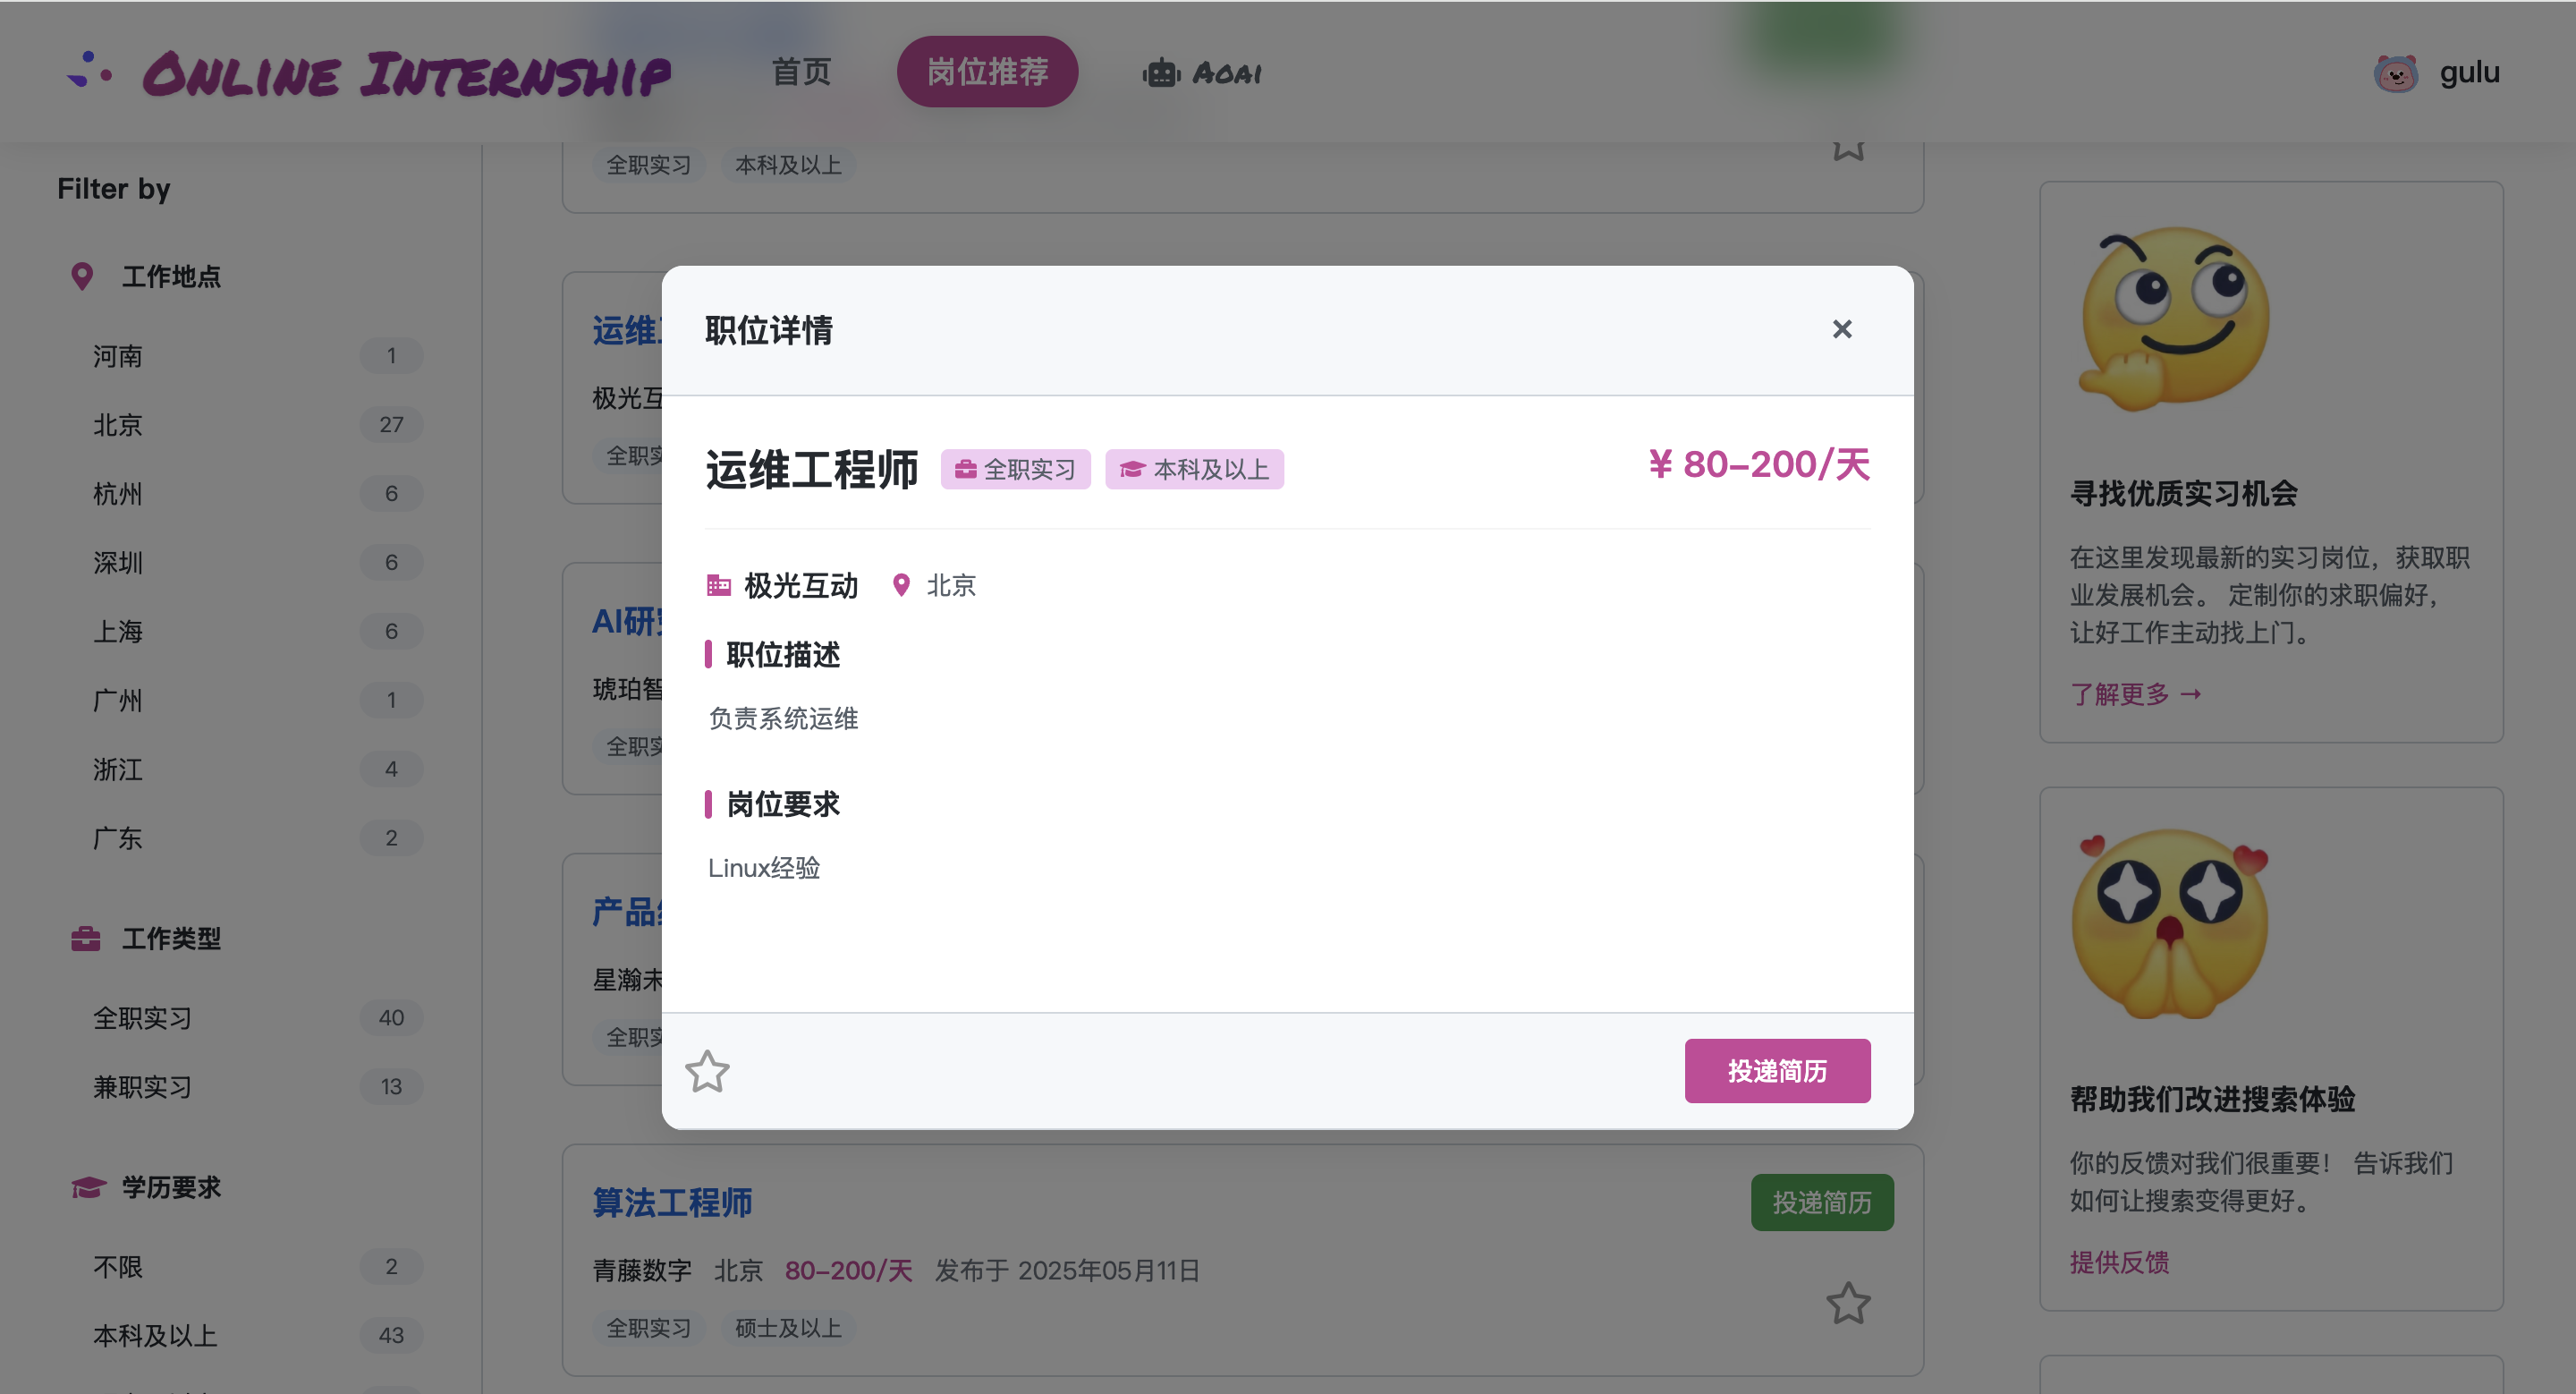 Online Internship
首页
岗位推荐
Aoai
gulu
Filter by
工作地点
河南 1
北京 27
杭州 6
深圳 6
上海 6
广州 1
浙江 4
广东 2
工作类型
全职实习 40
兼职实习 13
学历要求
不限 2
本科及以上 43
全职实习 本科及以上
运维
极光互
全职实
AI研
琥珀智
全职实
产品
星瀚未
全职实
职位详情
×
运维工程师 全职实习 本科及以上 ¥ 80–200/天
极光互动 北京
职位描述
负责系统运维
岗位要求
Linux经验
投递简历
算法工程师 投递简历
青藤数字 北京 80–200/天 发布于 2025年05月11日
全职实习 硕士及以上
寻找优质实习机会
在这里发现最新的实习岗位，获取职
业发展机会。 定制你的求职偏好，
让好工作主动找上门。
了解更多 →
帮助我们改进搜索体验
你的反馈对我们很重要！ 告诉我们
如何让搜索变得更好。
提供反馈